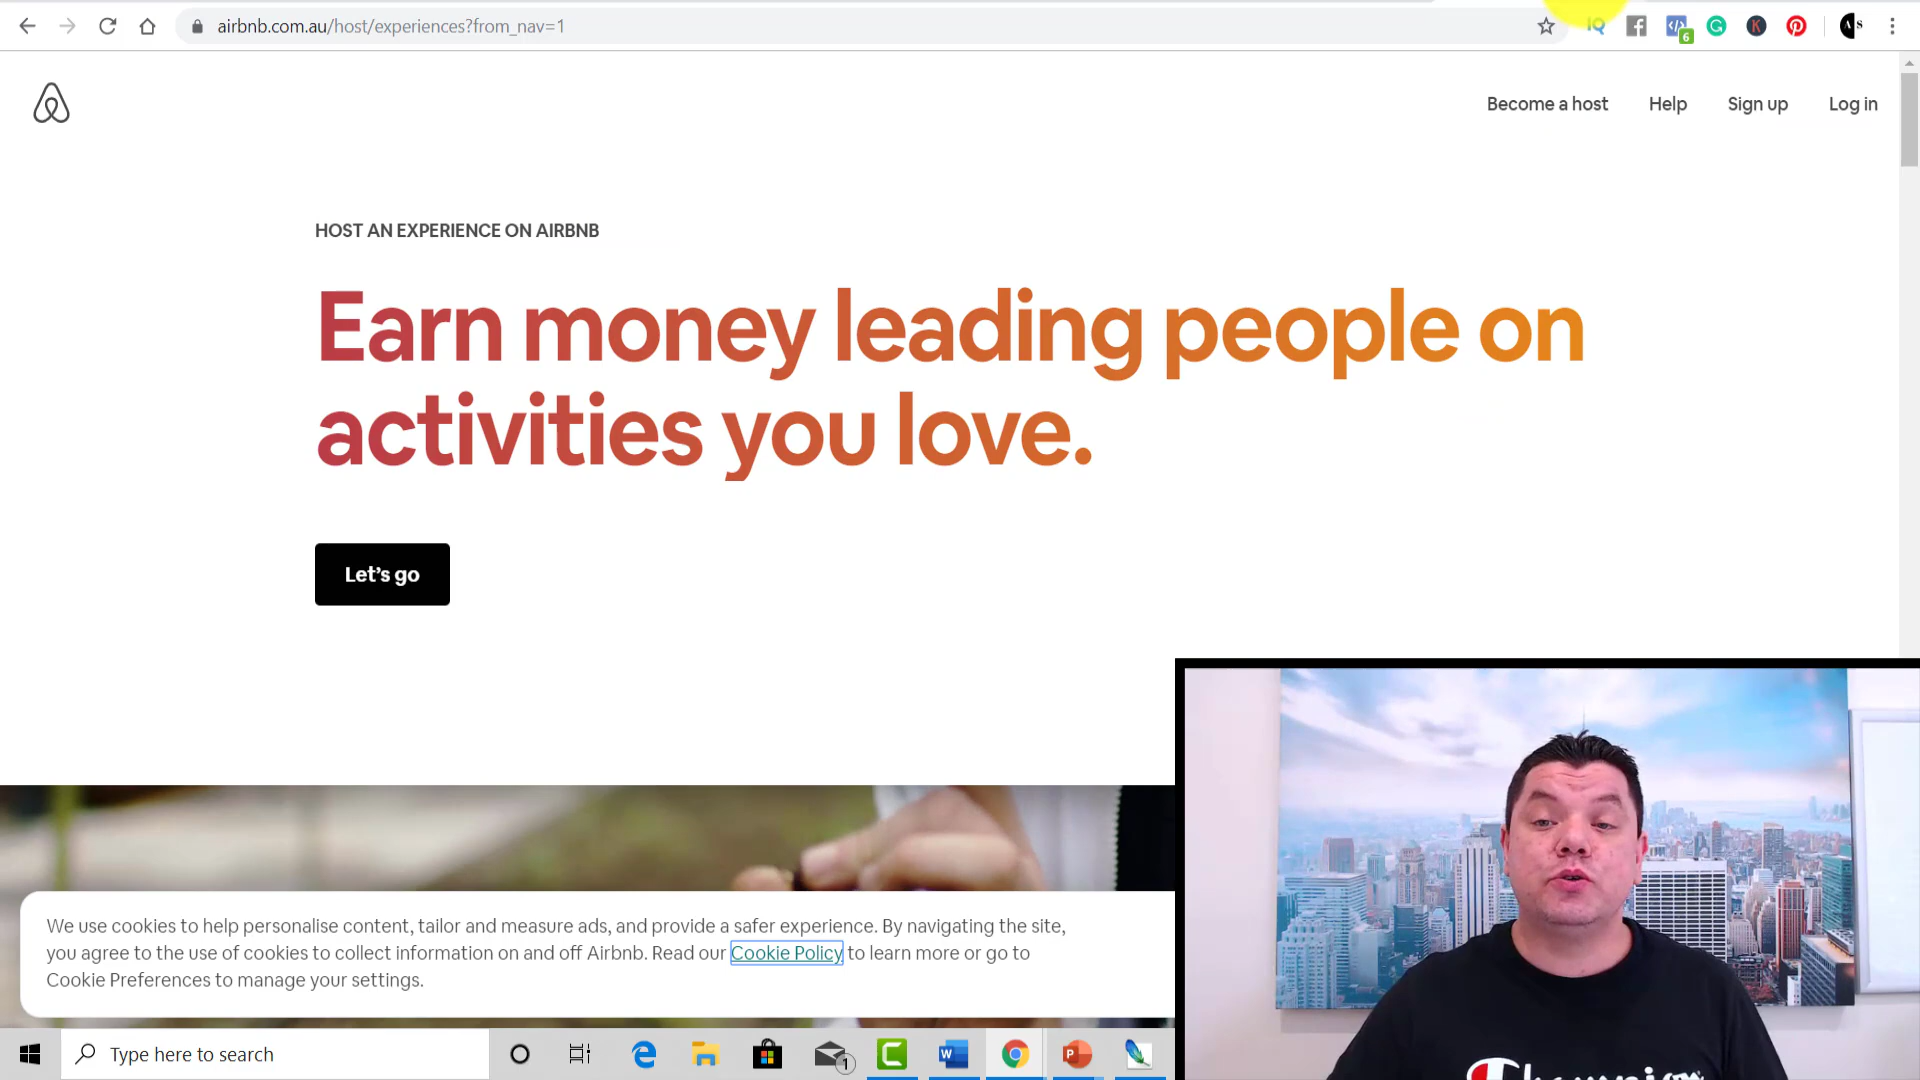 airbnb.com.au/host/experiences?from_nav=1
IQ
6
G
K
A S
Become a host
Help
Sign up
Log in
HOST AN EXPERIENCE ON AIRBNB
Earn money leading people on
activities you love.
Let's go
We use cookies to help personalise content, tailor and measure ads, and provide a safer experience. By navigating the site,
you agree to the use of cookies to collect information on and off Airbnb. Read our Cookie Policy to learn more or go to
Cookie Preferences to manage your settings.
Type here to search
1
Champion